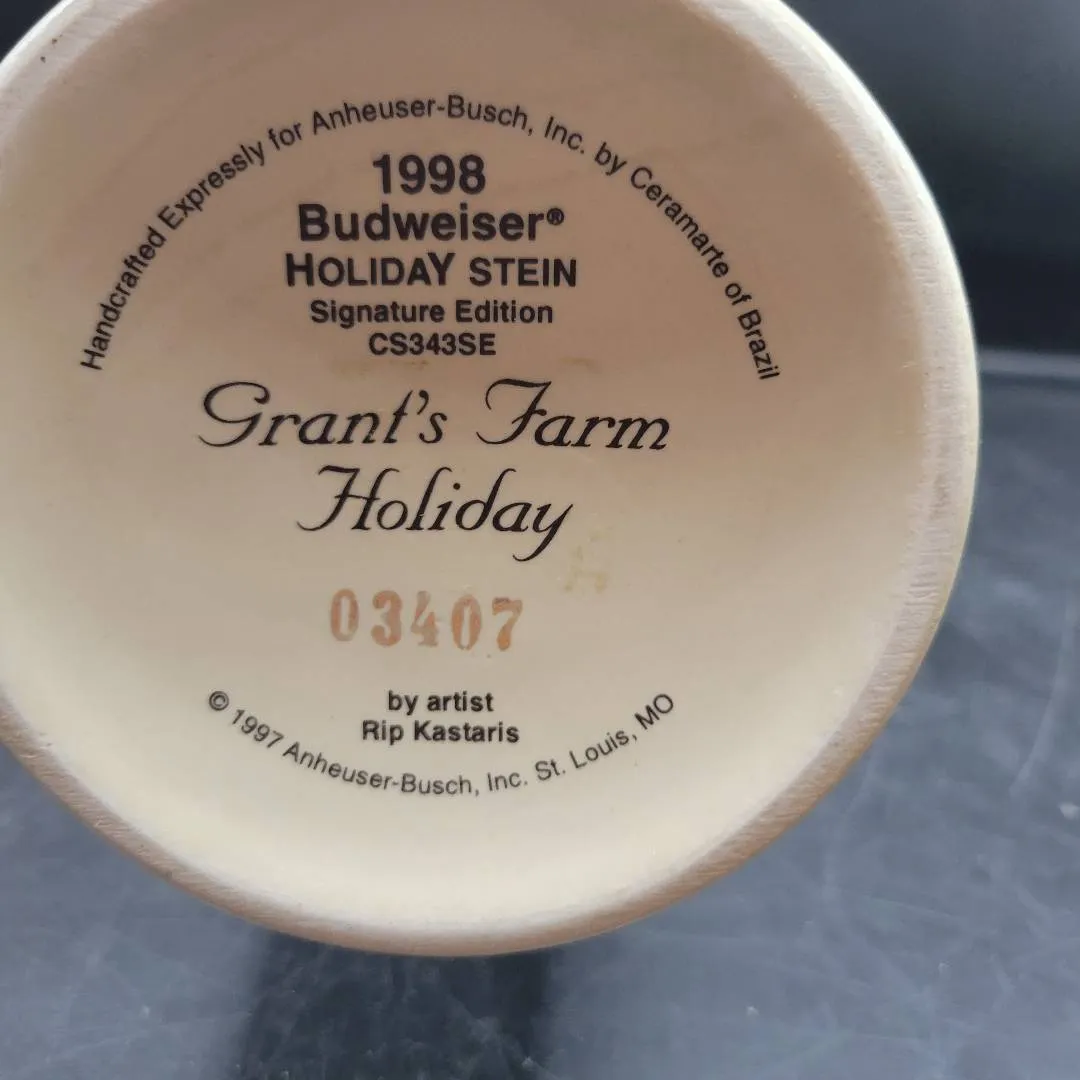 Handcrafted Expressly for Anheuser-Busch, Inc. by Ceramarte of Brazil
1998
Budweiser®
HOLIDAY STEIN
Signature Edition
CS343SE
Grant's Farm
Holiday
03407
by artist
Rip Kastaris
© 1997 Anheuser-Busch, Inc. St. Louis, MO